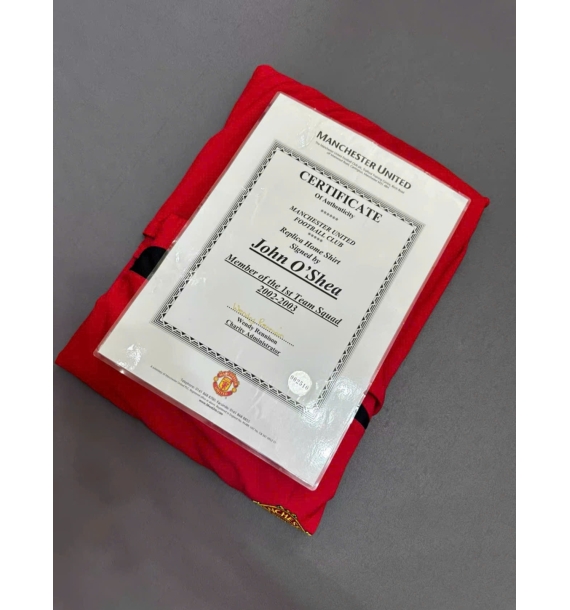 MANCHESTER UNITED
CERTIFICATE
Of Authenticity
******
MANCHESTER UNITED
FOOTBALL CLUB
*****
Replica Home Shirt
Signed by
John O'Shea
Member of the 1st Team Squad
2002-2003
Wendy Rennison
Charity Administrator